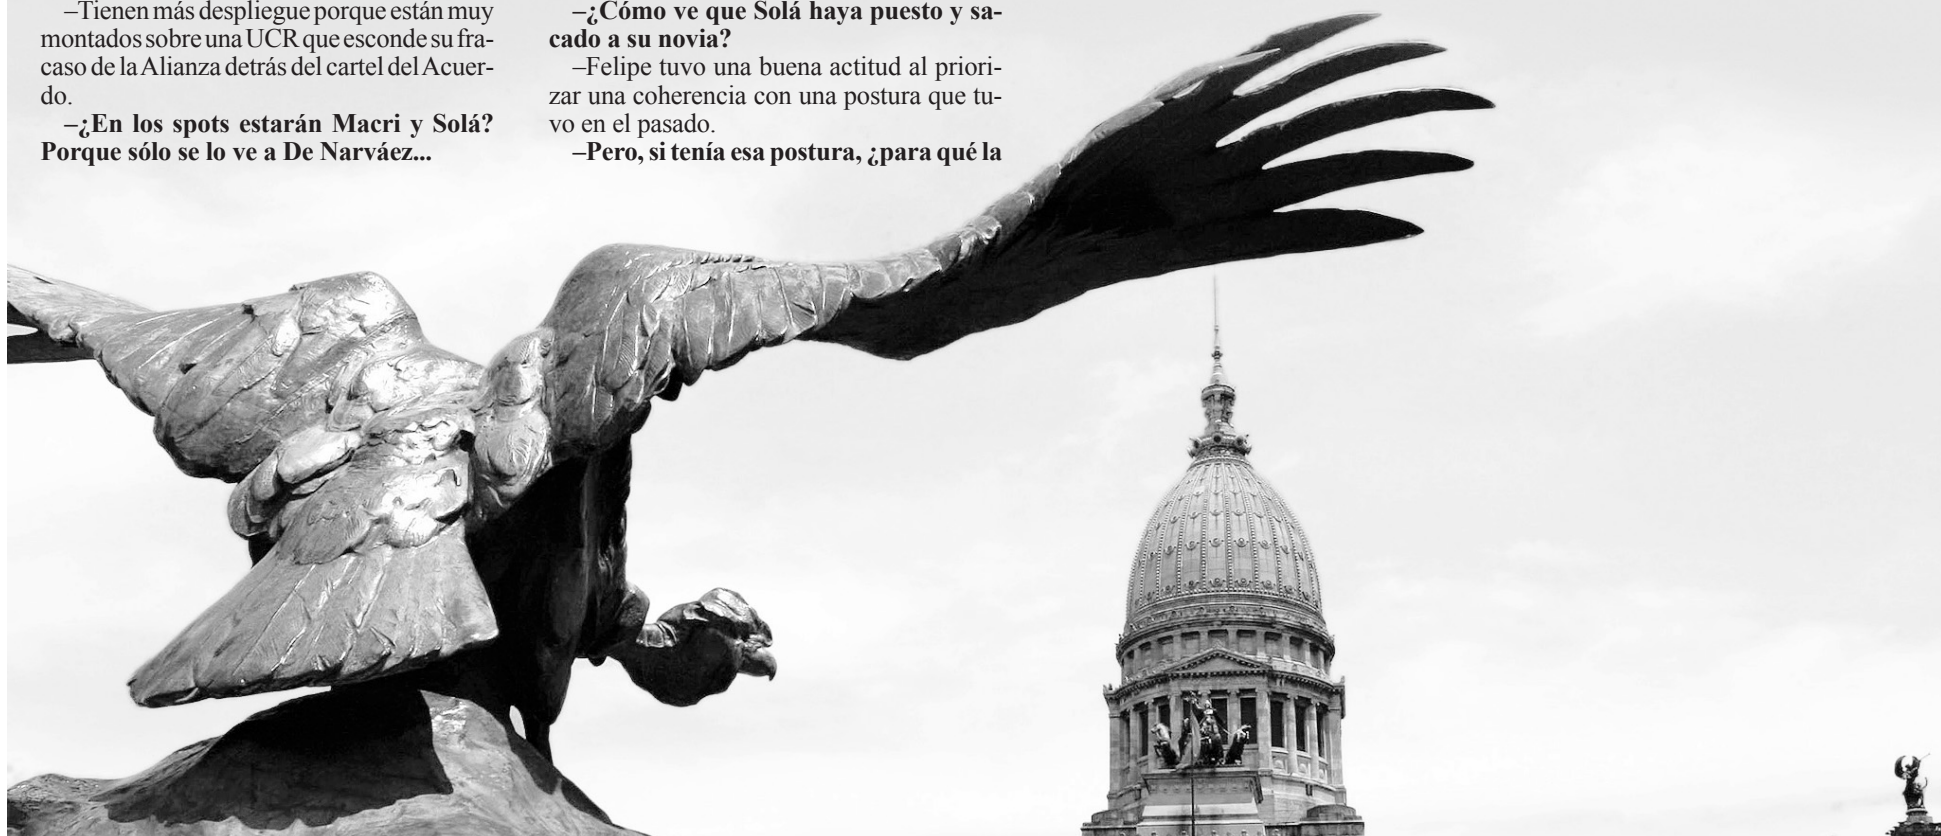 –Tienen más despliegue porque están muy
montados sobre una UCR que esconde su fra-
caso de la Alianza detrás del cartel del Acuer-
do.
–¿En los spots estarán Macri y Solá?
Porque sólo se lo ve a De Narváez...
–¿Cómo ve que Solá haya puesto y sa-
cado a su novia?
–Felipe tuvo una buena actitud al priori-
zar una coherencia con una postura que tu-
vo en el pasado.
–Pero, si tenía esa postura, ¿para qué la